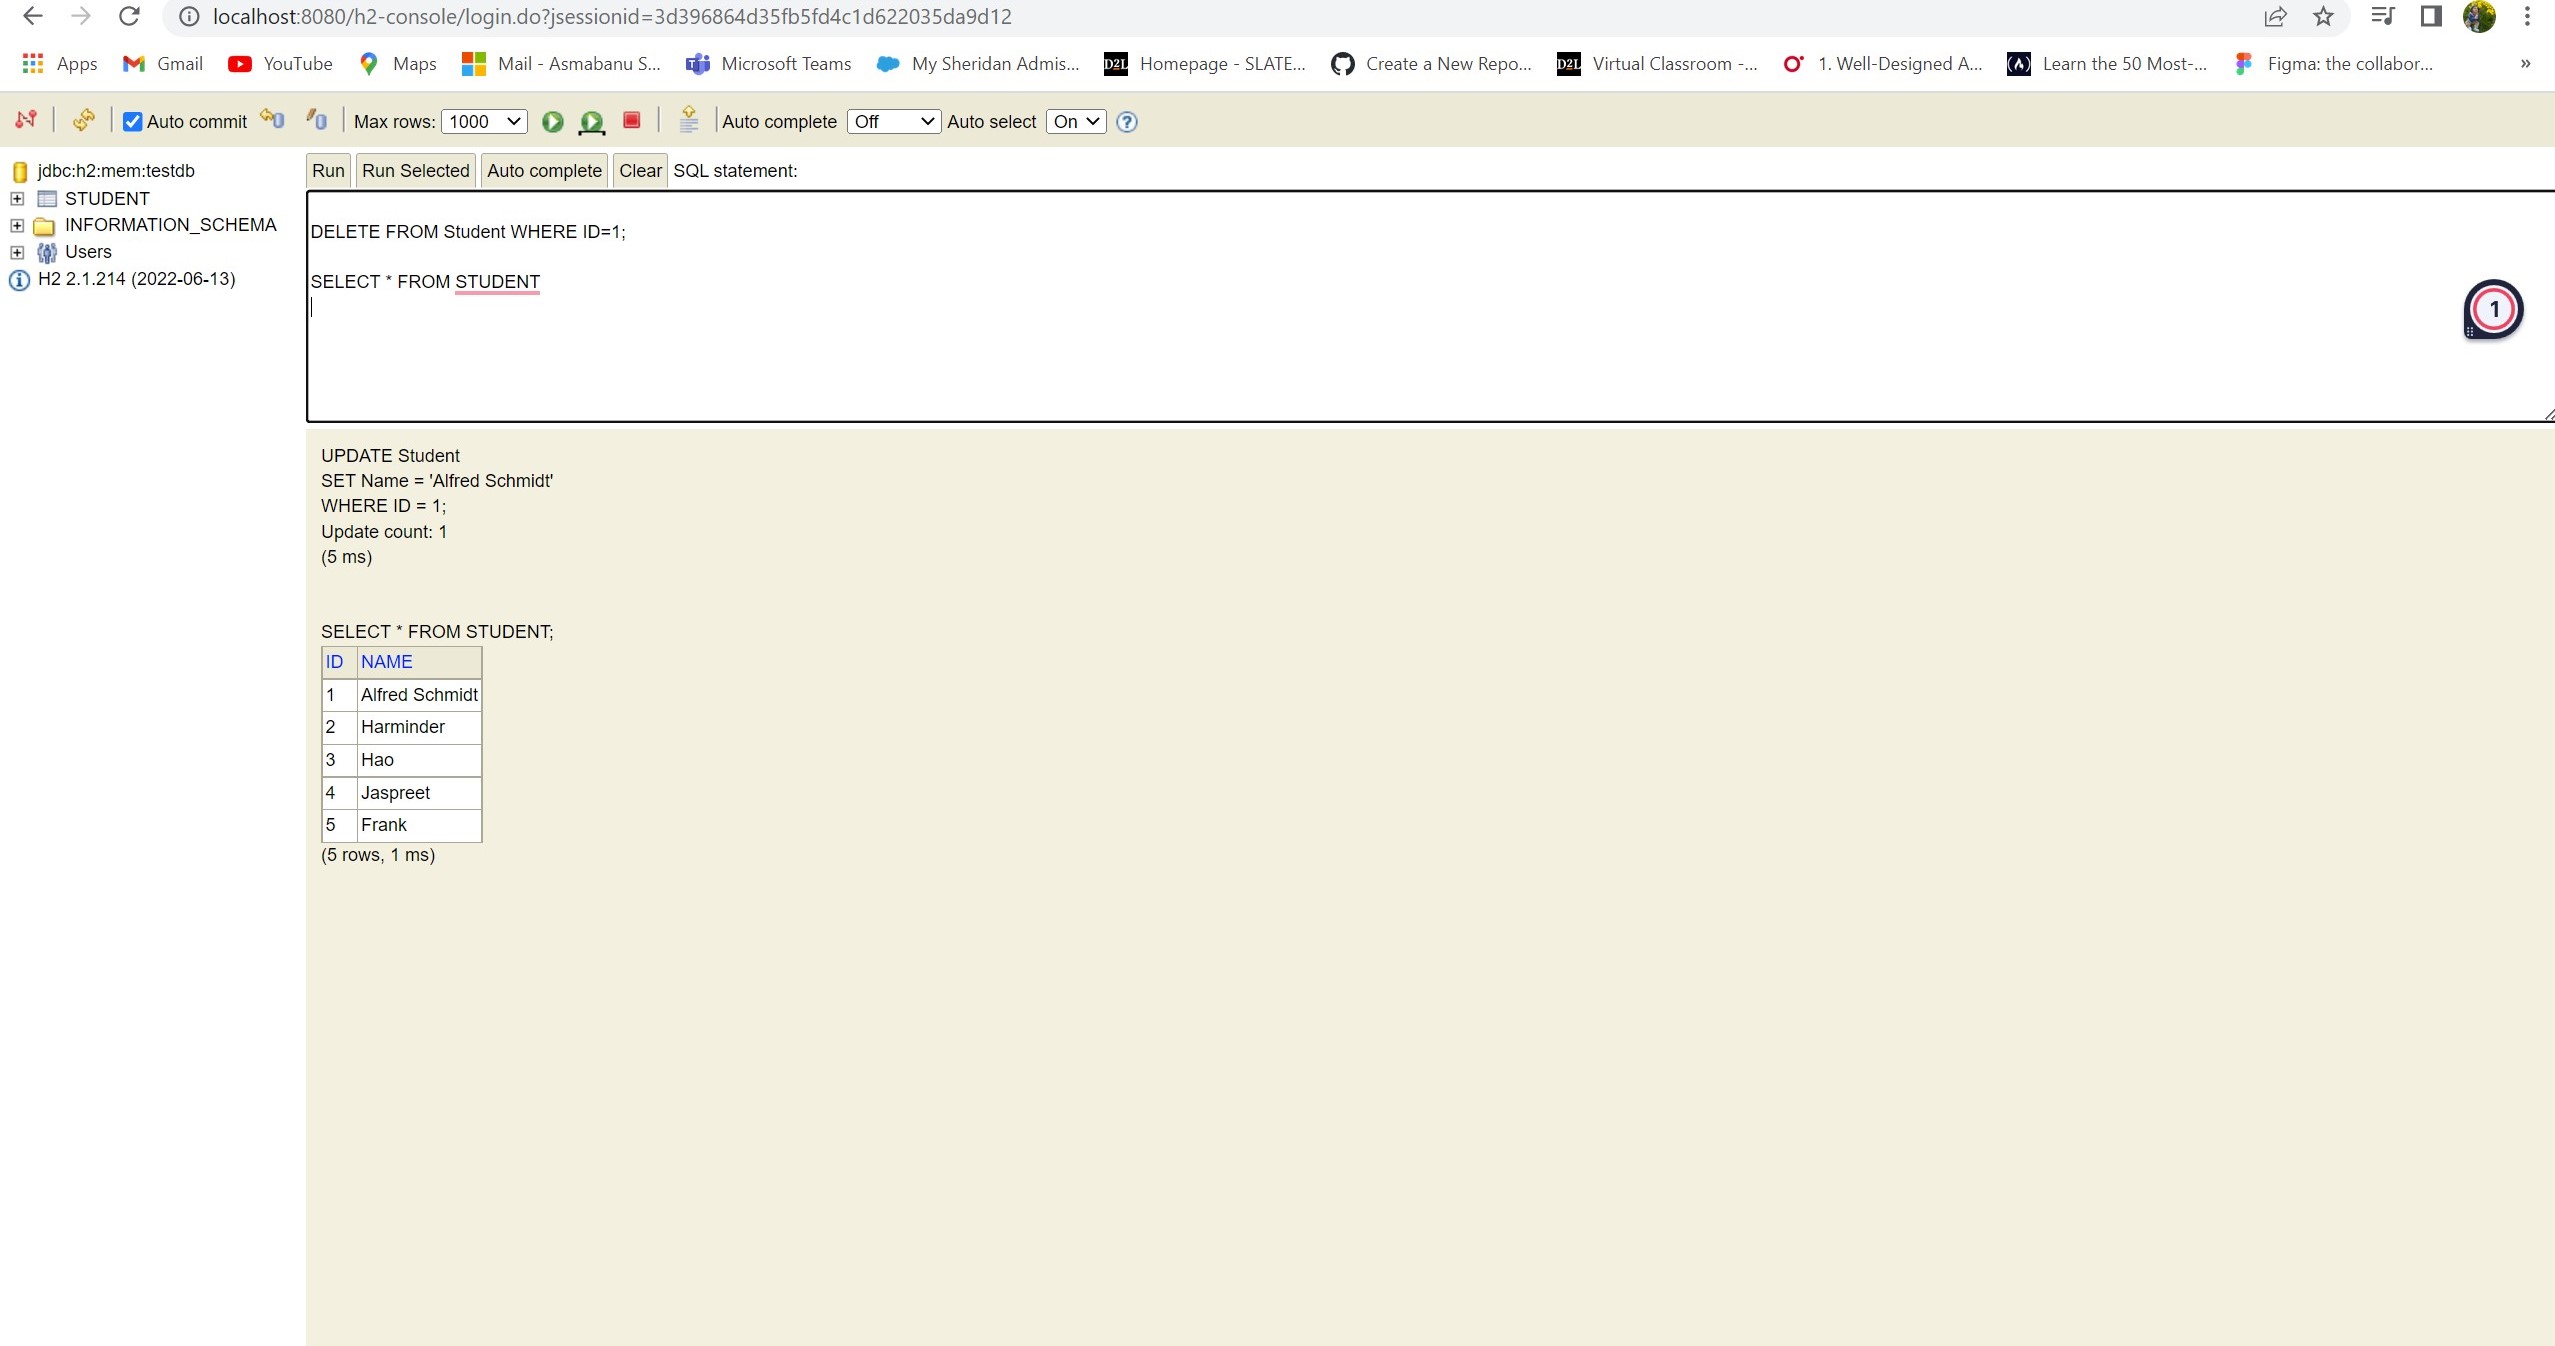 localhost:8080/h2-console/login.do?jsessionid=3d396864d35fb5fd4c1d622035da9d12
Apps Gmail YouTube Maps Mail - Asmabanu S... Microsoft Teams My Sheridan Admis... D2L Homepage - SLATE... Create a New Repo... D2L Virtual Classroom -... 1. Well-Designed A... Learn the 50 Most-... Figma: the collabor... »
Auto commit Max rows: 1000 Auto complete Off Auto select On ?
jdbc:h2:mem:testdb
STUDENT
INFORMATION_SCHEMA
Users
H2 2.1.214 (2022-06-13)
Run Run Selected Auto complete Clear SQL statement:
DELETE FROM Student WHERE ID=1;
SELECT * FROM STUDENT
1
UPDATE Student
SET Name = 'Alfred Schmidt'
WHERE ID = 1;
Update count: 1
(5 ms)
SELECT * FROM STUDENT;
ID NAME
1 Alfred Schmidt
2 Harminder
3 Hao
4 Jaspreet
5 Frank
(5 rows, 1 ms)